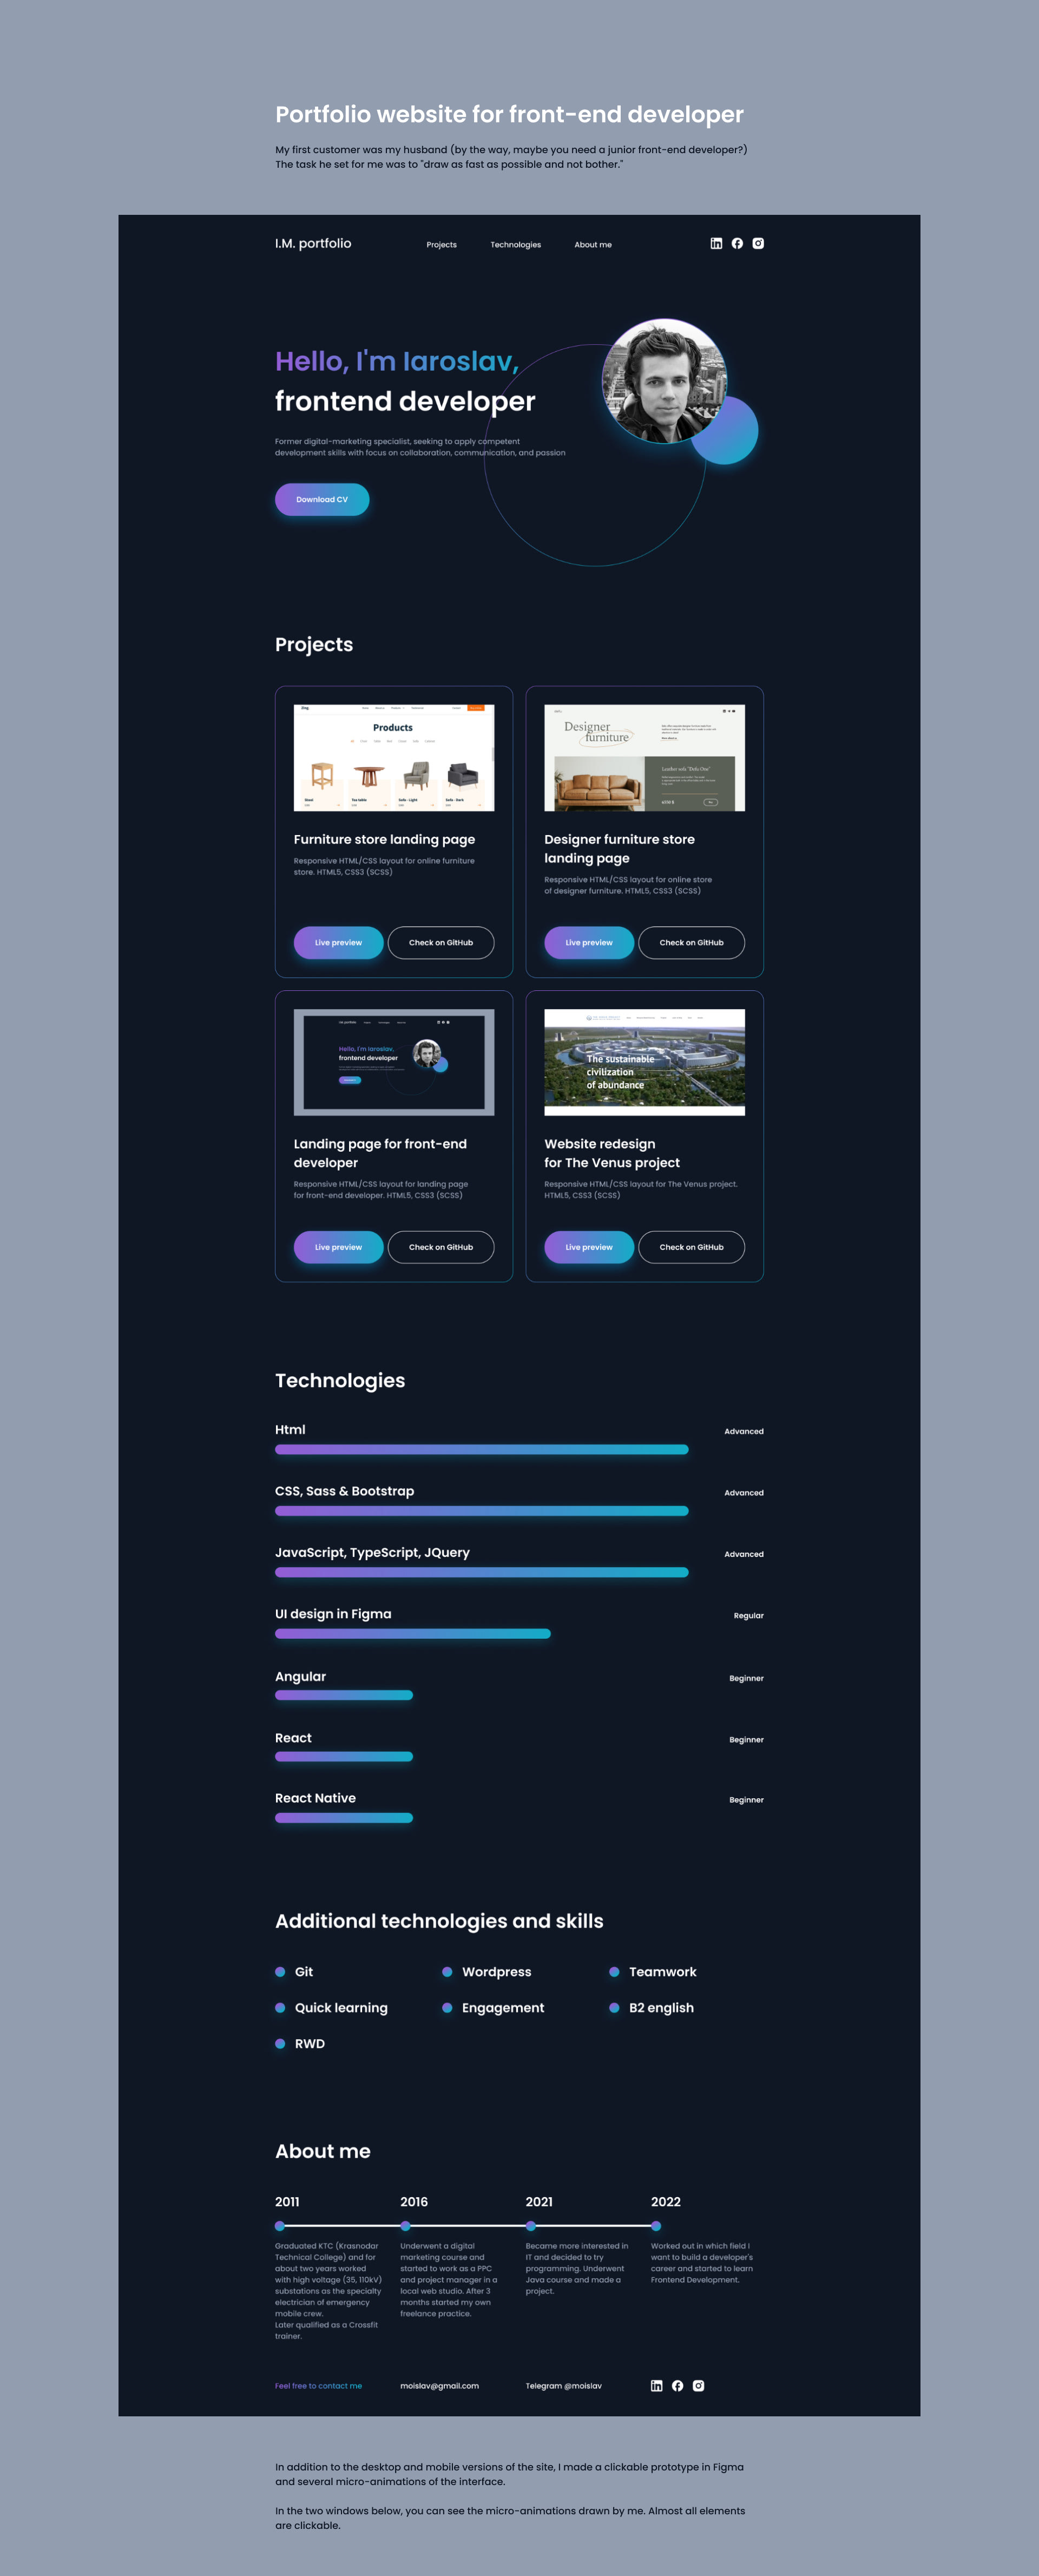 Portfolio website for front-end developer
My first customer was my husband (by the way, maybe you need a junior front-end developer?)
The task he set for me was to "draw as fast as possible and not bother."
I.M. portfolio
Projects
Technologies
About me
Hello, I'm Iaroslav,
frontend developer
Former digital-marketing specialist, seeking to apply competent
development skills with focus on collaboration, communication, and passion
Download CV
Projects
Products
Stool
Tea table
Sofa - Light
Sofa - Dark
Furniture store landing page
Responsive HTML/CSS layout for online furniture
store. HTML5, CSS3 (SCSS)
Live preview
Check on GitHub
Designer
furniture
Leather sofa "Dofa One"
Designer furniture store
landing page
Responsive HTML/CSS layout for online store
of designer furniture. HTML5, CSS3 (SCSS)
Live preview
Check on GitHub
I.M. portfolio
Hello, I'm Iaroslav,
frontend developer
Landing page for front-end
developer
Responsive HTML/CSS layout for landing page
for front-end developer. HTML5, CSS3 (SCSS)
Live preview
Check on GitHub
The sustainable
civilization
of abundance
Website redesign
for The Venus project
Responsive HTML/CSS layout for The Venus project.
HTML5, CSS3 (SCSS)
Live preview
Check on GitHub
Technologies
Html
Advanced
CSS, Sass & Bootstrap
Advanced
JavaScript, TypeScript, JQuery
Advanced
UI design in Figma
Regular
Angular
Beginner
React
Beginner
React Native
Beginner
Additional technologies and skills
Git
Wordpress
Teamwork
Quick learning
Engagement
B2 english
RWD
About me
2011
Graduated KTC (Krasnodar
Technical College) and for
about two years worked
with high voltage (35, 110kV)
substations as the specialty
electrician of emergency
mobile crew.
Later qualified as a Crossfit
trainer.
2016
Underwent a digital
marketing course and
started to work as a PPC
and project manager in a
local web studio. After 3
months started my own
freelance practice.
2021
Became more interested in
IT and decided to try
programming. Underwent
Java course and made a
project.
2022
Worked out in which field I
want to build a developer's
career and started to learn
Frontend Development.
Feel free to contact me
moislav@gmail.com
Telegram @moislav
In addition to the desktop and mobile versions of the site, I made a clickable prototype in Figma
and several micro-animations of the interface.
In the two windows below, you can see the micro-animations drawn by me. Almost all elements
are clickable.